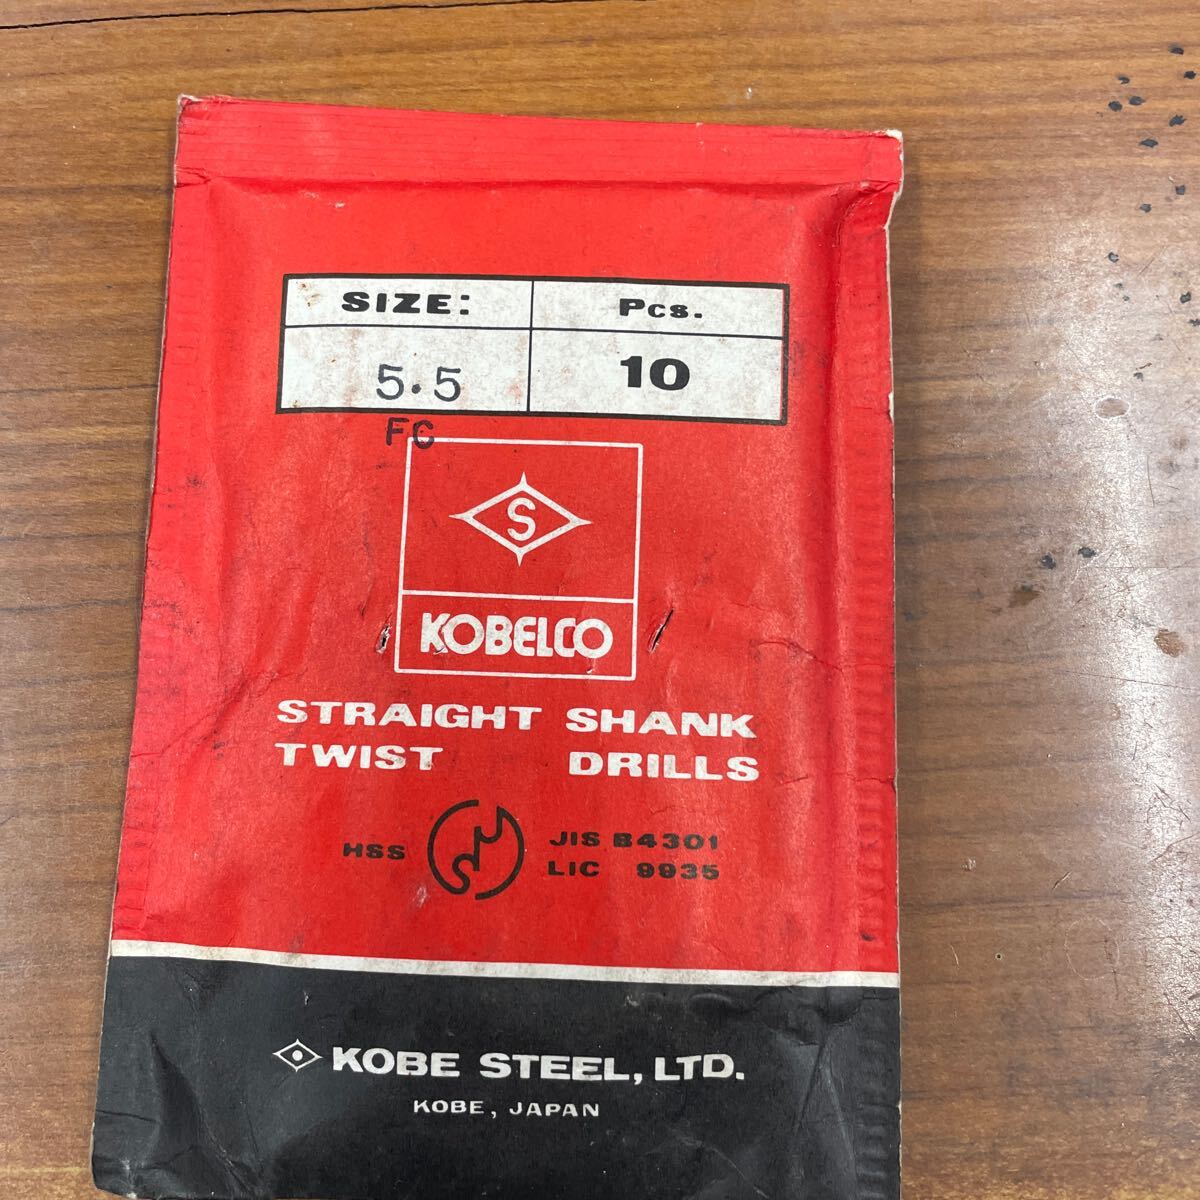 SIZE: Pcs.
5.5 10
FG
S
KOBELCO
STRAIGHT SHANK
TWIST DRILLS
HSS JIS B4301
LIC 9935
KOBE STEEL, LTD.
KOBE, JAPAN